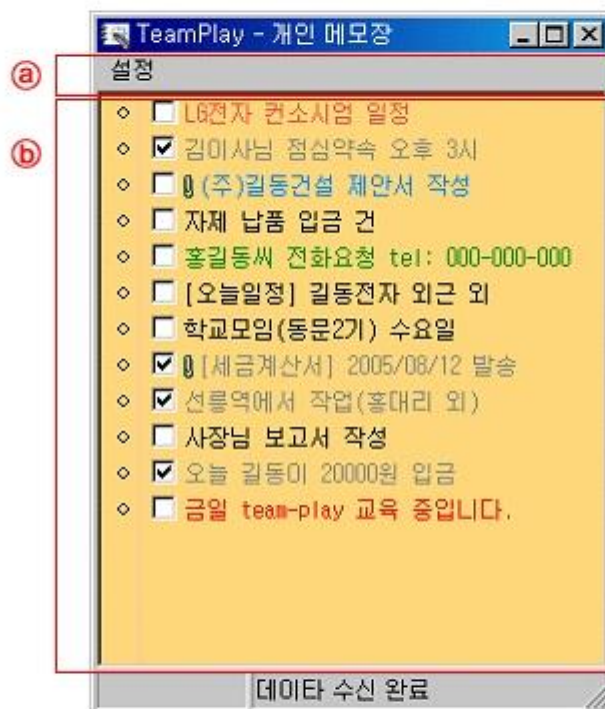 TeamPlay - 개인 메모장
ⓐ 설정
ⓑ
LG전자 컨소시엄 일정
김이사님 점심약속 오후 3시
(주)길동건설 제안서 작성
자제 납품 입금 건
홍길동씨 전화요청 tel: 000-000-000
[오늘일정] 길동전자 외근 외
학교모임(동문2기) 수요일
[세금계산서] 2005/08/12 발송
선릉역에서 작업(홍대리 외)
사장님 보고서 작성
오늘 길동이 20000원 입금
금일 team-play 교육 중입니다.
데이타 수신 완료